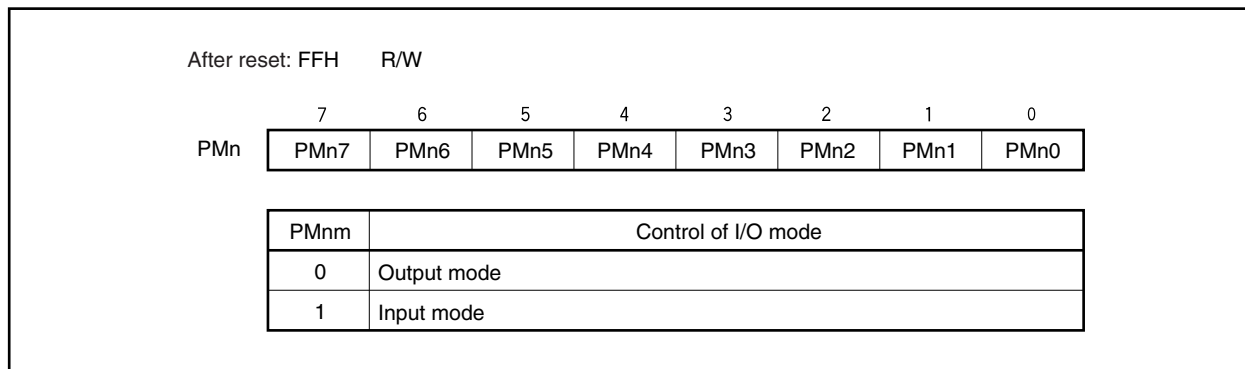 After reset: FFH R/W
7 6 5 4 3 2 1 0
PMn PMn7 PMn6 PMn5 PMn4 PMn3 PMn2 PMn1 PMn0
PMnm Control of I/O mode
0 Output mode
1 Input mode